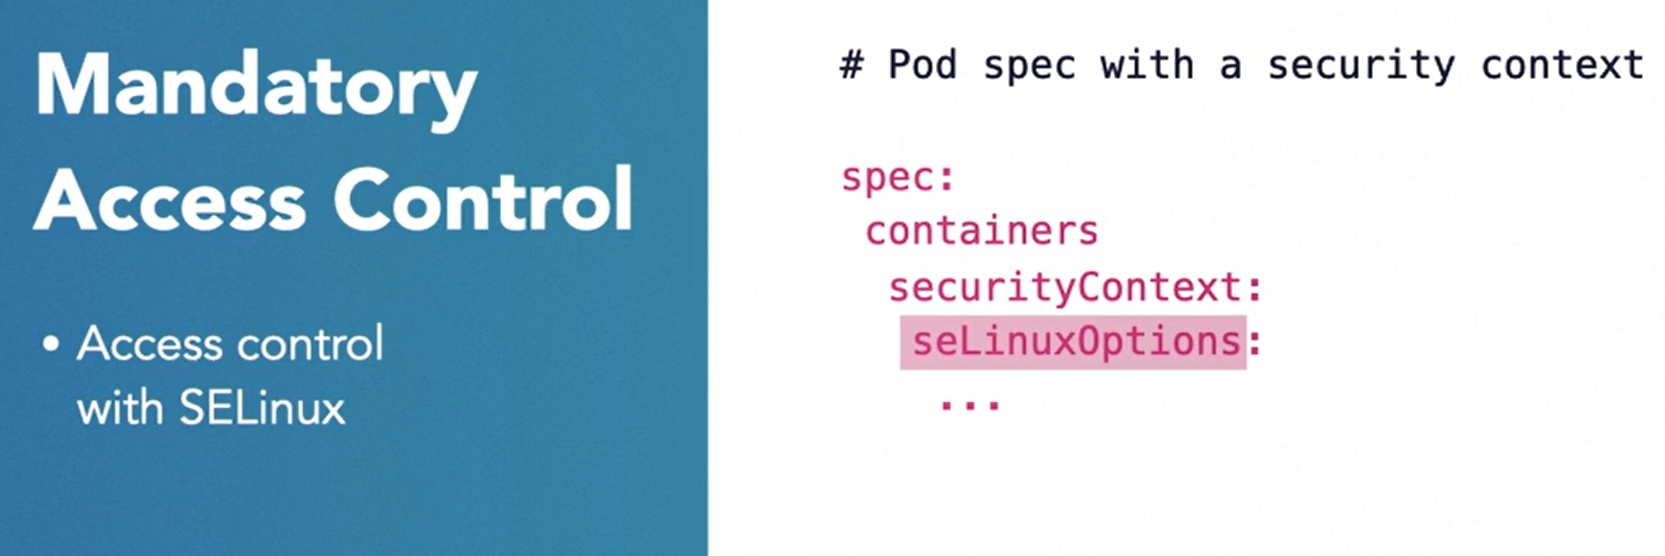 Mandatory
Access Control
• Access control
with SELinux
# Pod spec with a security context
spec:
containers
securityContext:
seLinuxOptions:
...